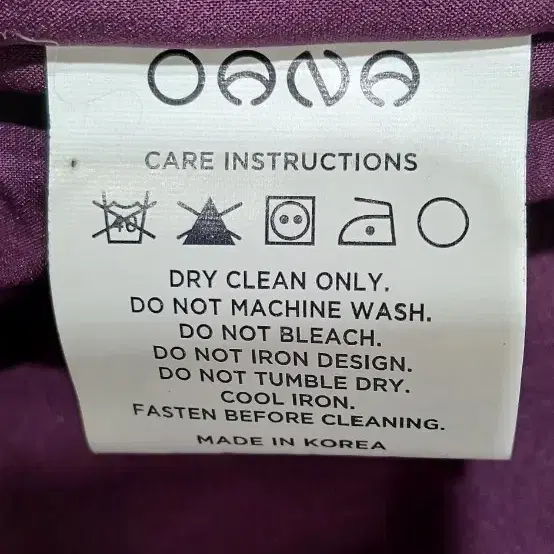 OANA
CARE INSTRUCTIONS
40
DRY CLEAN ONLY.
DO NOT MACHINE WASH.
DO NOT BLEACH.
DO NOT IRON DESIGN.
DO NOT TUMBLE DRY.
COOL IRON.
FASTEN BEFORE CLEANING.
MADE IN KOREA